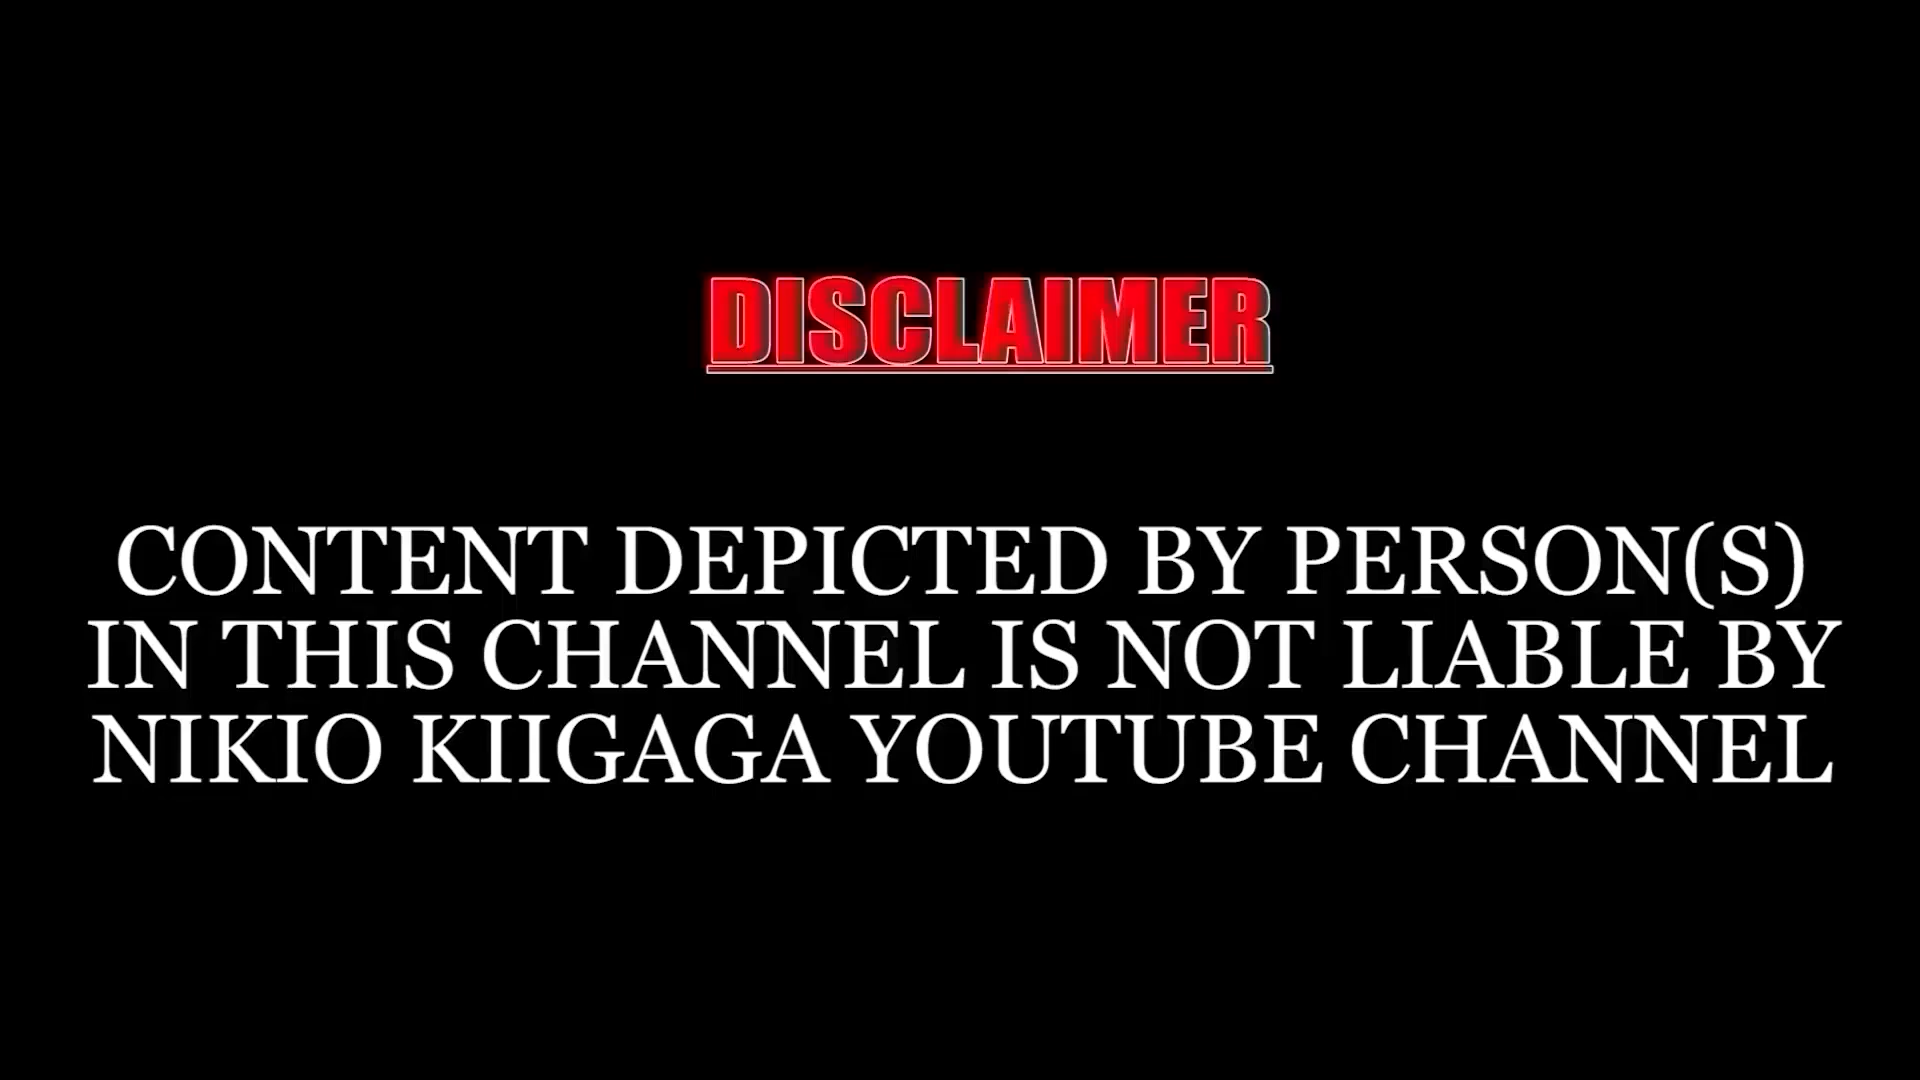 DISCLAIMER
CONTENT DEPICTED BY PERSON(S)
IN THIS CHANNEL IS NOT LIABLE BY
NIKIO KIIGAGA YOUTUBE CHANNEL